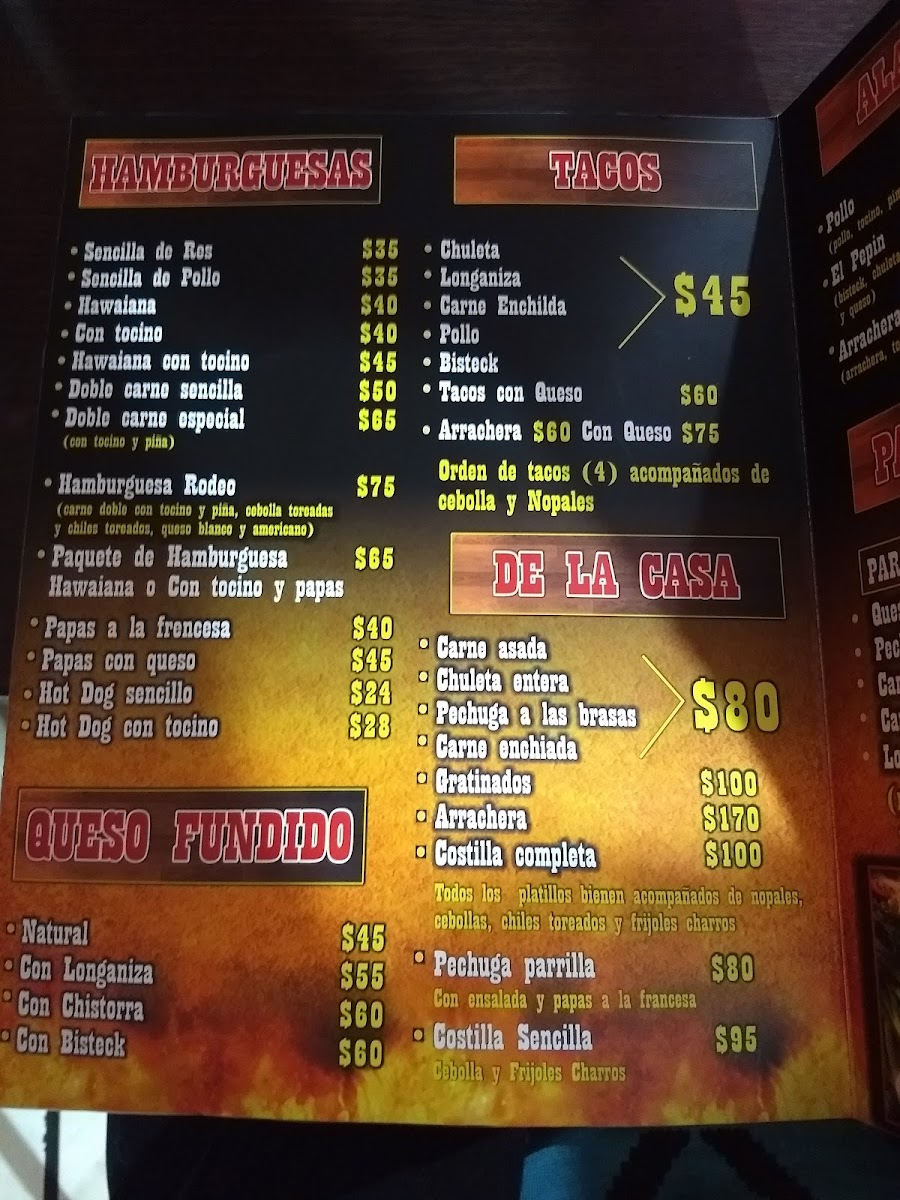 HAMBURGUESAS
• Sencilla de Res $35
• Sencilla de Pollo $35
• Hawaiana $40
• Con tocino $40
• Hawaiana con tocino $45
• Doble carne sencilla $50
• Doble carne especial $65
(con tocino y piña)
• Hamburguesa Rodeo $75
(carne doble con tocino y piña, cebolla toreadas
y chiles toreados, queso blanco y americano)
• Paquete de Hamburguesa $65
Hawaiana o Con tocino y papas
• Papas a la frencesa $40
• Papas con queso $45
• Hot Dog sencillo $24
• Hot Dog con tocino $28
QUESO FUNDIDO
• Natural $45
• Con Longaniza $55
• Con Chistorra $60
• Con Bisteck $60
TACOS
• Chuleta
• Longaniza
• Carne Enchilda
• Pollo
• Bisteck
$45
• Tacos con Queso $60
• Arrachera $60 Con Queso $75
Orden de tacos (4) acompañados de
cebolla y Nopales
DE LA CASA
• Carne asada
• Chuleta entera
• Pechuga a las brasas
• Carne enchiada
$80
• Gratinados $100
• Arrachera $170
• Costilla completa $100
Todos los platillos bienen acompañados de nopales,
cebollas, chiles toreados y frijoles charros
• Pechuga parrilla $80
Con ensalada y papas a la francesa
• Costilla Sencilla $95
Cebolla y Frijoles Charros
• Pollo
(pollo, tocino,
• El Pepin
(bisteck, chuleta
y queso)
• Arrachera
(arrachera,